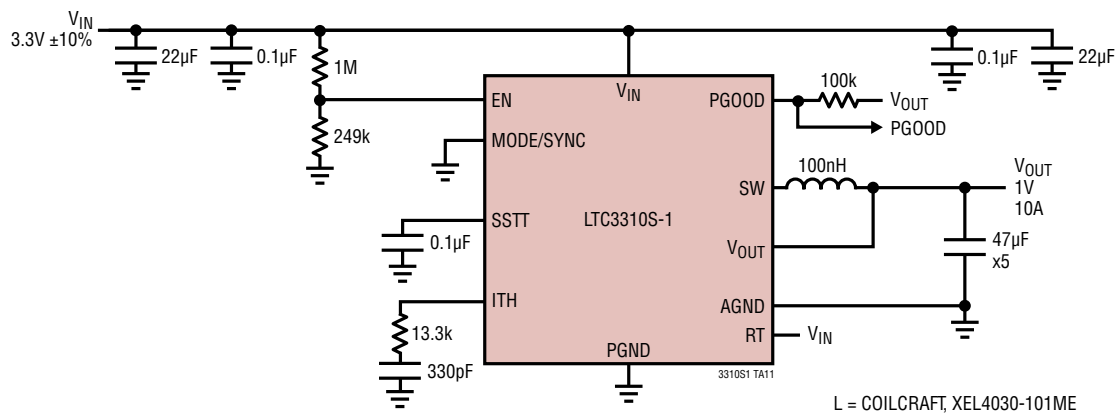 VIN
3.3V ±10%
22µF
0.1µF
1M
249k
0.1µF
22µF
VIN
EN
MODE/SYNC
SSTT
ITH
PGND
LTC3310S-1
PGOOD
SW
VOUT
AGND
RT
100k
VOUT
PGOOD
100nH
VOUT
1V
10A
47µF
x5
VIN
0.1µF
13.3k
330pF
3310S1 TA11
L = COILCRAFT, XEL4030-101ME